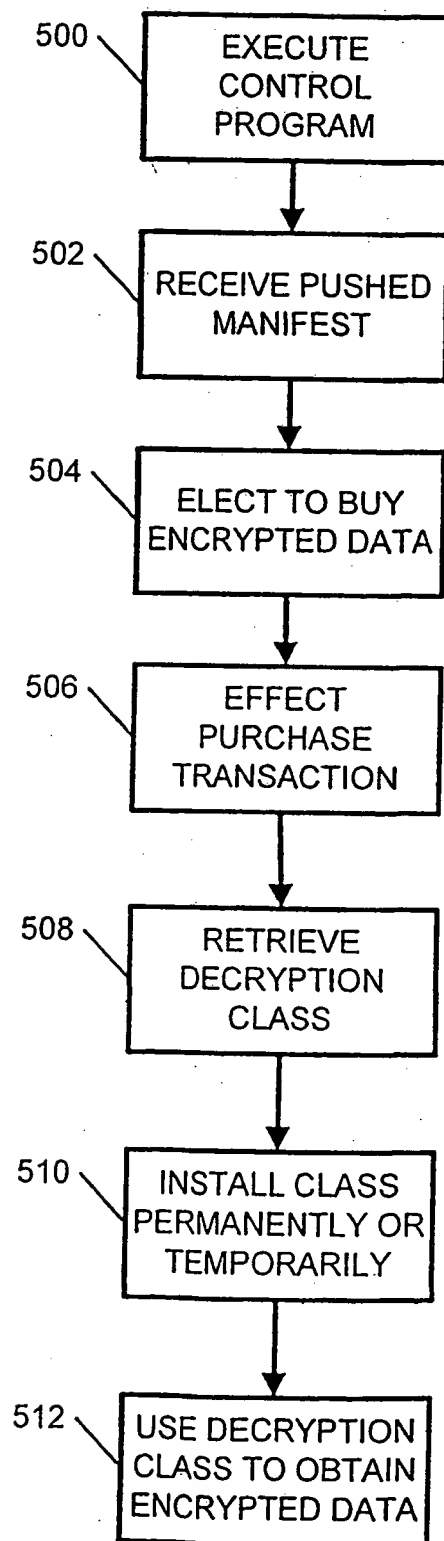 500
EXECUTE
CONTROL
PROGRAM
502
RECEIVE PUSHED
MANIFEST
504
ELECT TO BUY
ENCRYPTED DATA
506
EFFECT
PURCHASE
TRANSACTION
508
RETRIEVE
DECRYPTION
CLASS
510
INSTALL CLASS
PERMANENTLY OR
TEMPORARILY
512
USE DECRYPTION
CLASS TO OBTAIN
ENCRYPTED DATA